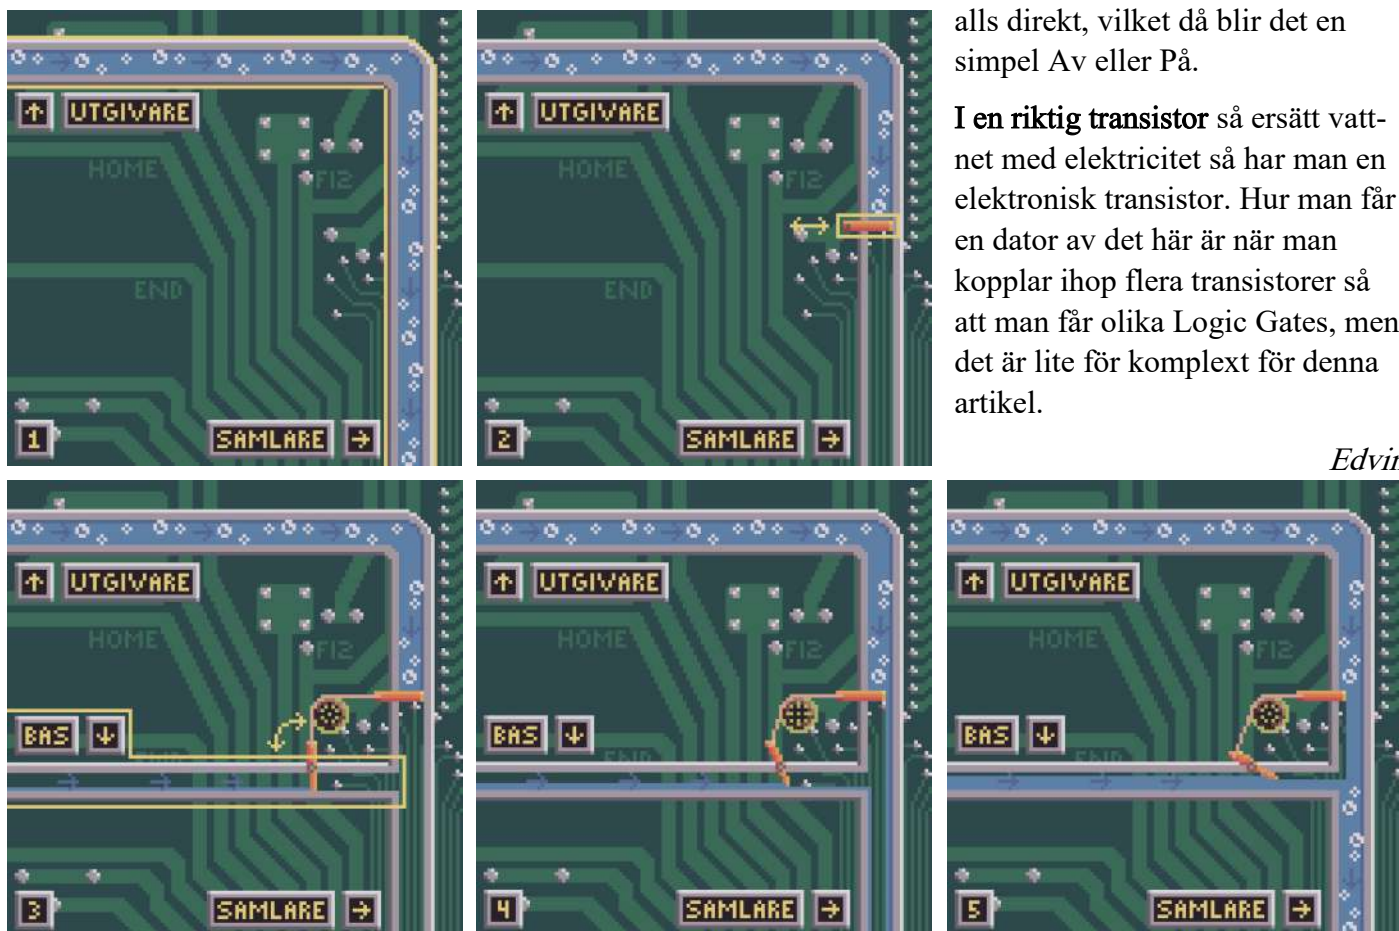 alls direkt, vilket då blir det en
simpel Av eller På.
I en riktig transistor så ersätt vatt-
net med elektricitet så har man en
elektronisk transistor. Hur man får
en dator av det här är när man
kopplar ihop flera transistorer så
att man får olika Logic Gates, men
det är lite för komplext för denna
artikel.
Edvin
↑ UTGIVARE
HOME
F12
END
1
SAMLARE →
↑ UTGIVARE
HOME
F12
END
2
SAMLARE →
↑ UTGIVARE
HOME
F12
BAS ↓
END
3
SAMLARE →
↑ UTGIVARE
HOME
F12
BAS ↓
END
4
SAMLARE →
↑ UTGIVARE
HOME
F12
BAS ↓
END
5
SAMLARE →